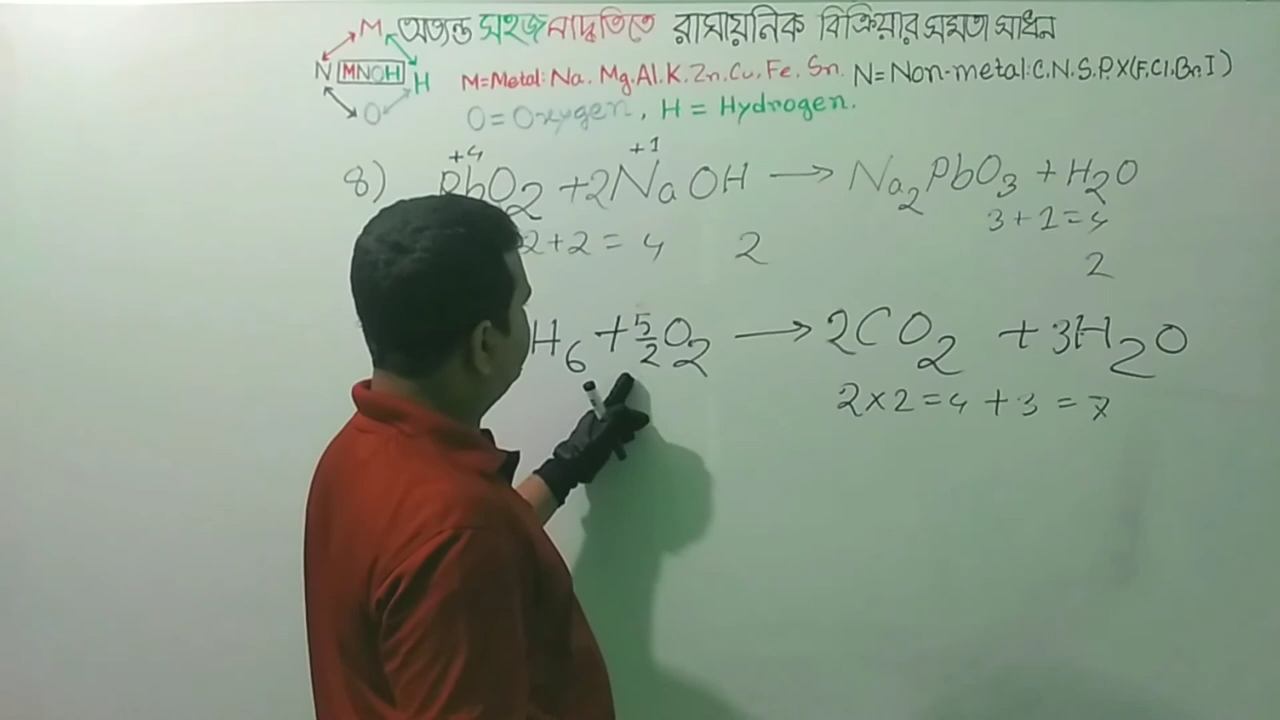 M অত্যন্ত সহজ পদ্ধতিতে রাসায়নিক বিক্রিয়ার সমতা সাধন
N MNOH H M=Metal: Na. Mg. Al. K. Zn. Cu. Fe. Sn. N=Non-metal: C. N. S. P. X (F. Cl. Br. I)
O O=Oxygen, H=Hydrogen.
+4 +1
8) PbO2 + 2NaOH → Na2PbO3 + H2O
2+2=4 2 3+1=4
2
H6 + 5/2 O2 → 2CO2 + 3H2O
2×2=4+3=7